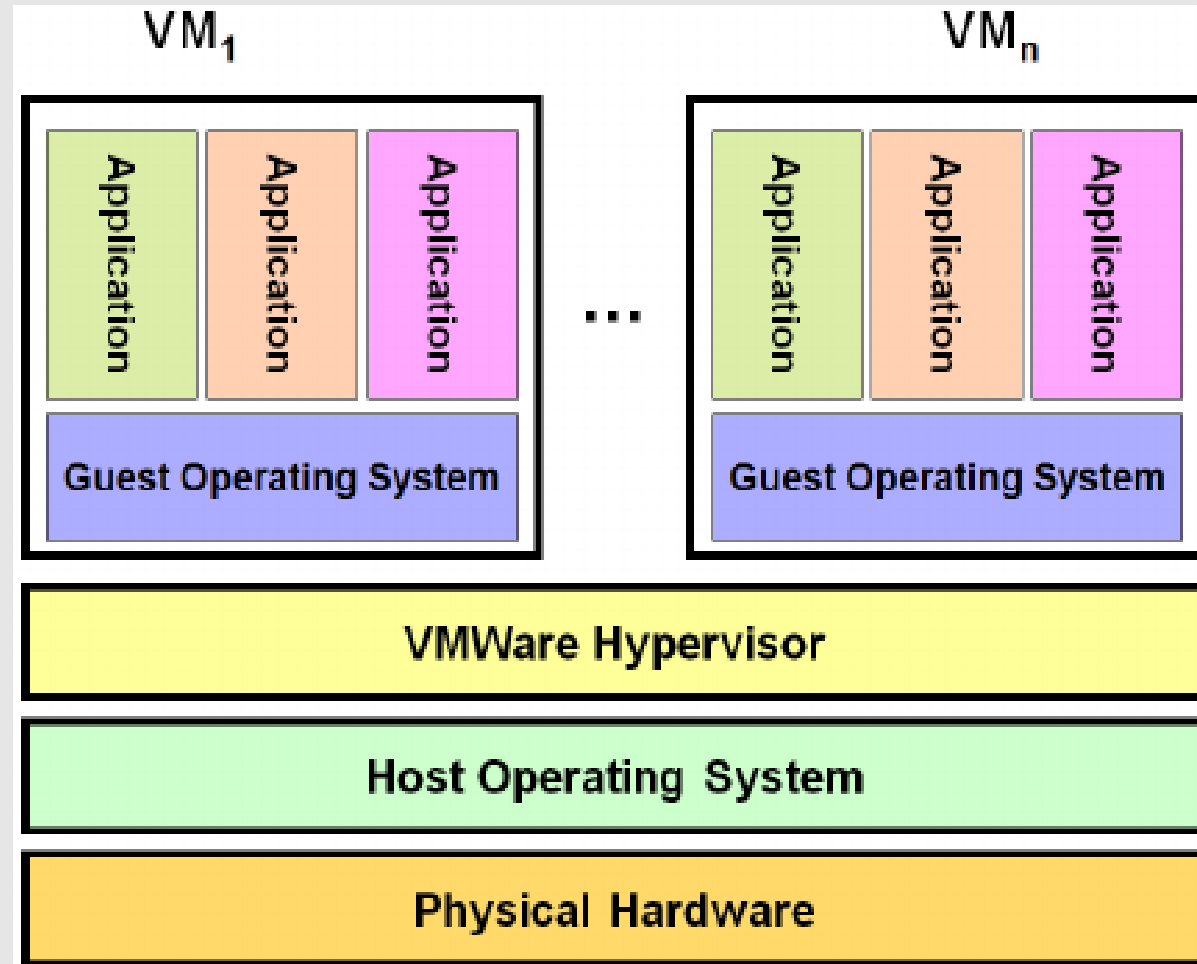 VM₁
VMₙ
Application
Application
Application
...
Application
Application
Application
Guest Operating System
Guest Operating System
VMWare Hypervisor
Host Operating System
Physical Hardware